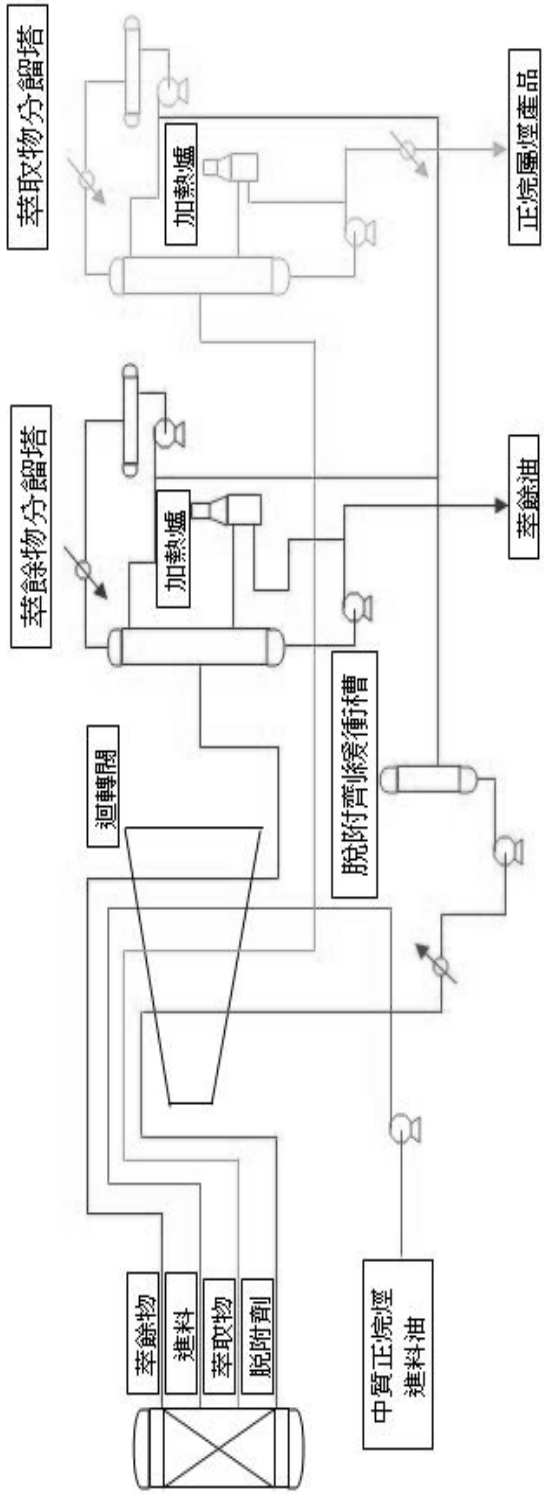 萃餘物
進料
萃取物
脫附劑
中質正烷烴
進料油
迴轉閥
脫附劑緩衝槽
萃餘物分餾塔
加熱爐
萃餘油
萃取物分餾塔
加熱爐
正烷屬烴產品